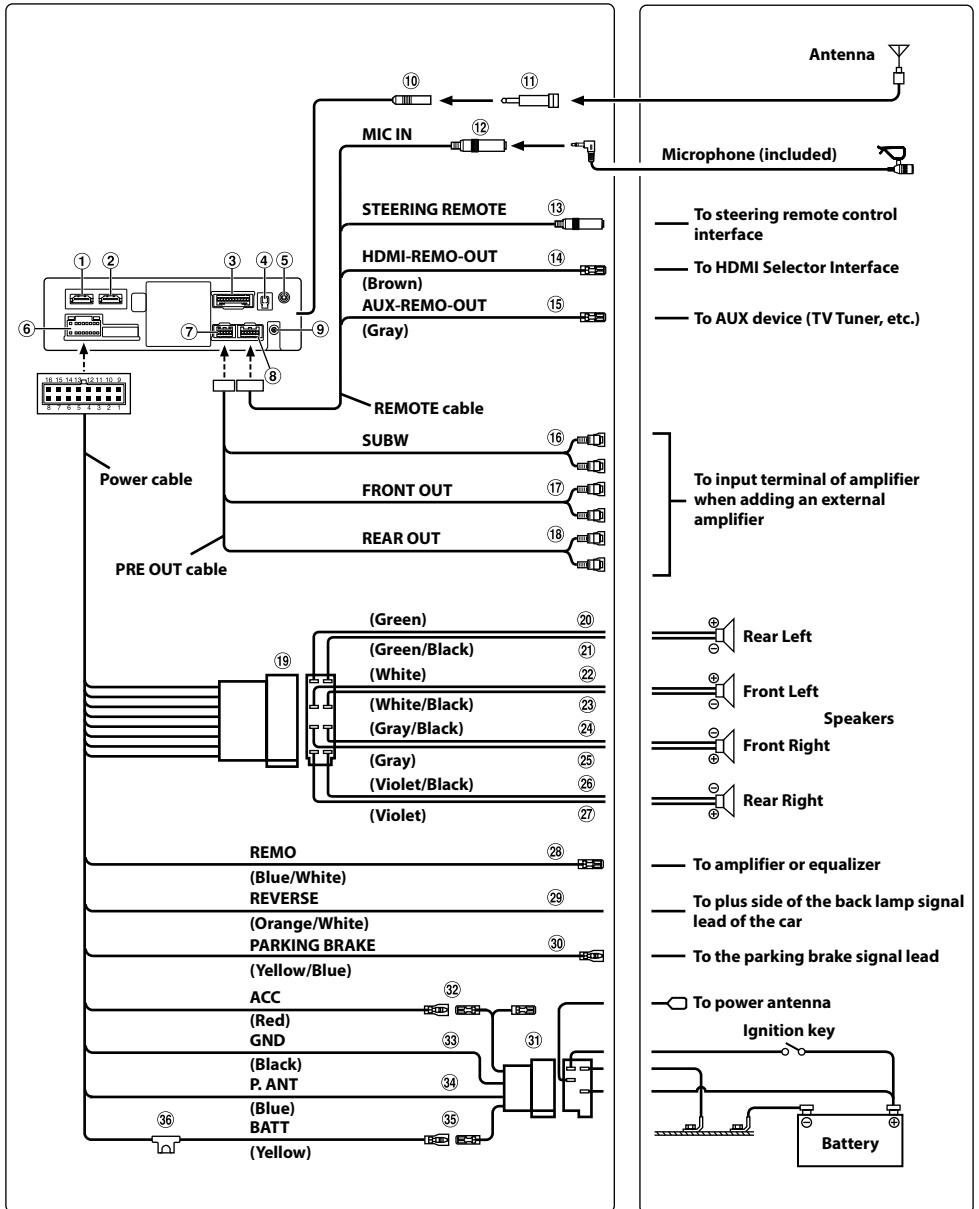 Antenna
⑩ ⑪
MIC IN ⑫
Microphone (included)
STEERING REMOTE ⑬
To steering remote control
interface
HDMI-REMO-OUT ⑭
(Brown)
To HDMI Selector Interface
AUX-REMO-OUT ⑮
(Gray)
To AUX device (TV Tuner, etc.)
① ② ③ ④ ⑤
⑥ ⑦ ⑧ ⑨
16 15 14 13 12 11 10 9
8 7 6 5 4 3 2 1
REMOTE cable
Power cable
SUBW ⑯
FRONT OUT ⑰
REAR OUT ⑱
To input terminal of amplifier
when adding an external
amplifier
PRE OUT cable
⑲
(Green) ⑳
(Green/Black) ㉑
(White) ㉒
(White/Black) ㉓
(Gray/Black) ㉔
(Gray) ㉕
(Violet/Black) ㉖
(Violet) ㉗
⊕
⊖
Rear Left
⊕
⊖
Front Left
Speakers
⊖
⊕
Front Right
⊖
⊕
Rear Right
REMO ㉘
(Blue/White)
To amplifier or equalizer
REVERSE ㉙
(Orange/White)
To plus side of the back lamp signal
lead of the car
PARKING BRAKE ㉚
(Yellow/Blue)
To the parking brake signal lead
ACC ㉜
(Red)
To power antenna
Ignition key
GND ㉝ ㉛
(Black)
P. ANT ㉞
(Blue)
BATT ㉟
(Yellow)
㊱
⊖ ⊕
Battery